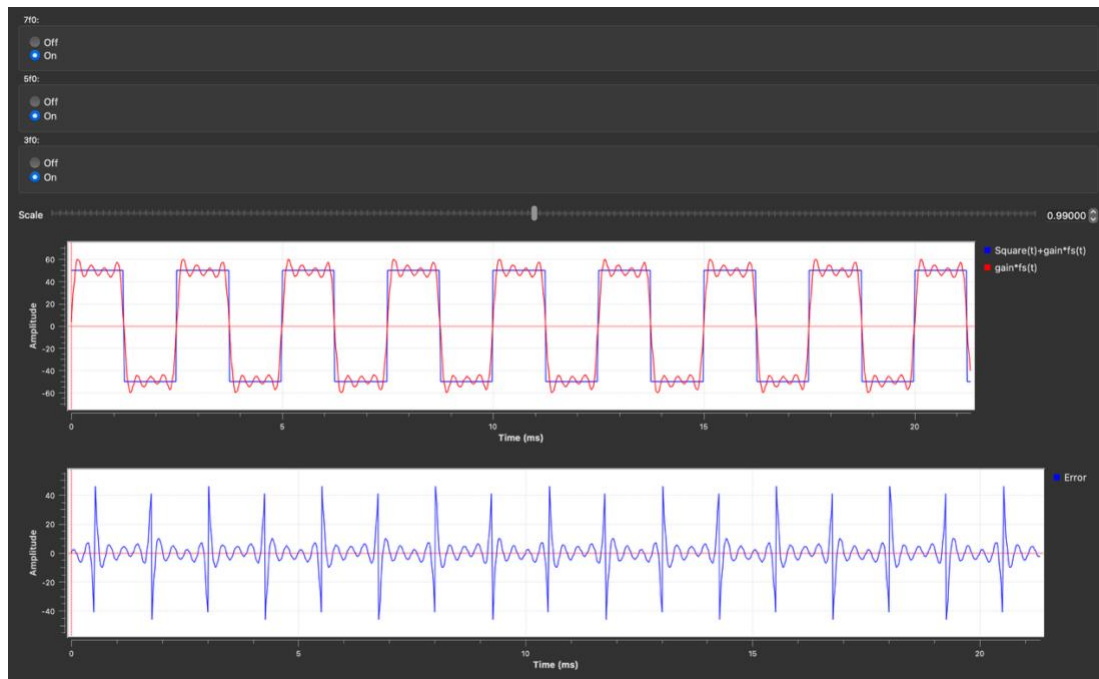 7f0:
Off
On
5f0:
Off
On
3f0:
Off
On
Scale 0.99000
60
40
20
0
-20
-40
-60
Amplitude
0 5 10 15 20
Time (ms)
Square(t)+gain*fs(t)
gain*fs(t)
40
20
0
-20
-40
Amplitude
0 5 10 15 20
Time (ms)
Error